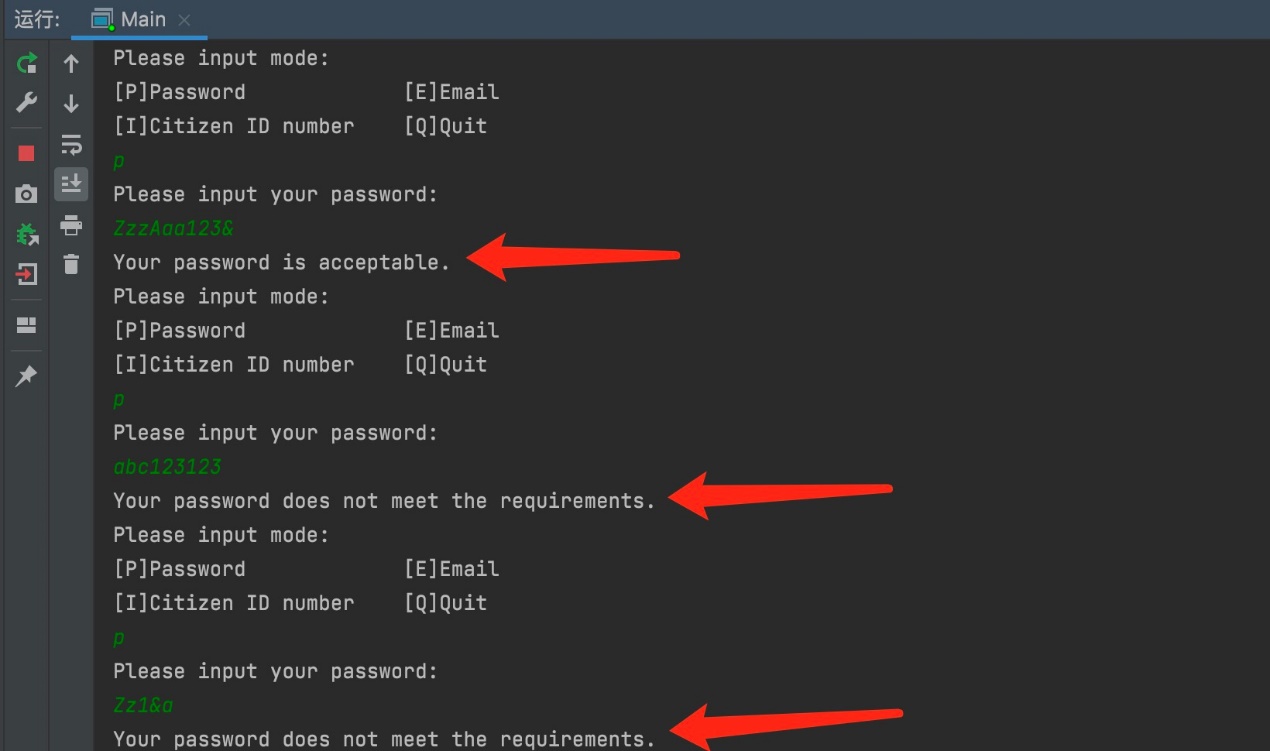 运行: Main
Please input mode:
[P]Password [E]Email
[I]Citizen ID number [Q]Quit
p
Please input your password:
ZzzAaa123&
Your password is acceptable.
Please input mode:
[P]Password [E]Email
[I]Citizen ID number [Q]Quit
p
Please input your password:
abc123123
Your password does not meet the requirements.
Please input mode:
[P]Password [E]Email
[I]Citizen ID number [Q]Quit
p
Please input your password:
Zz1&a
Your password does not meet the requirements.